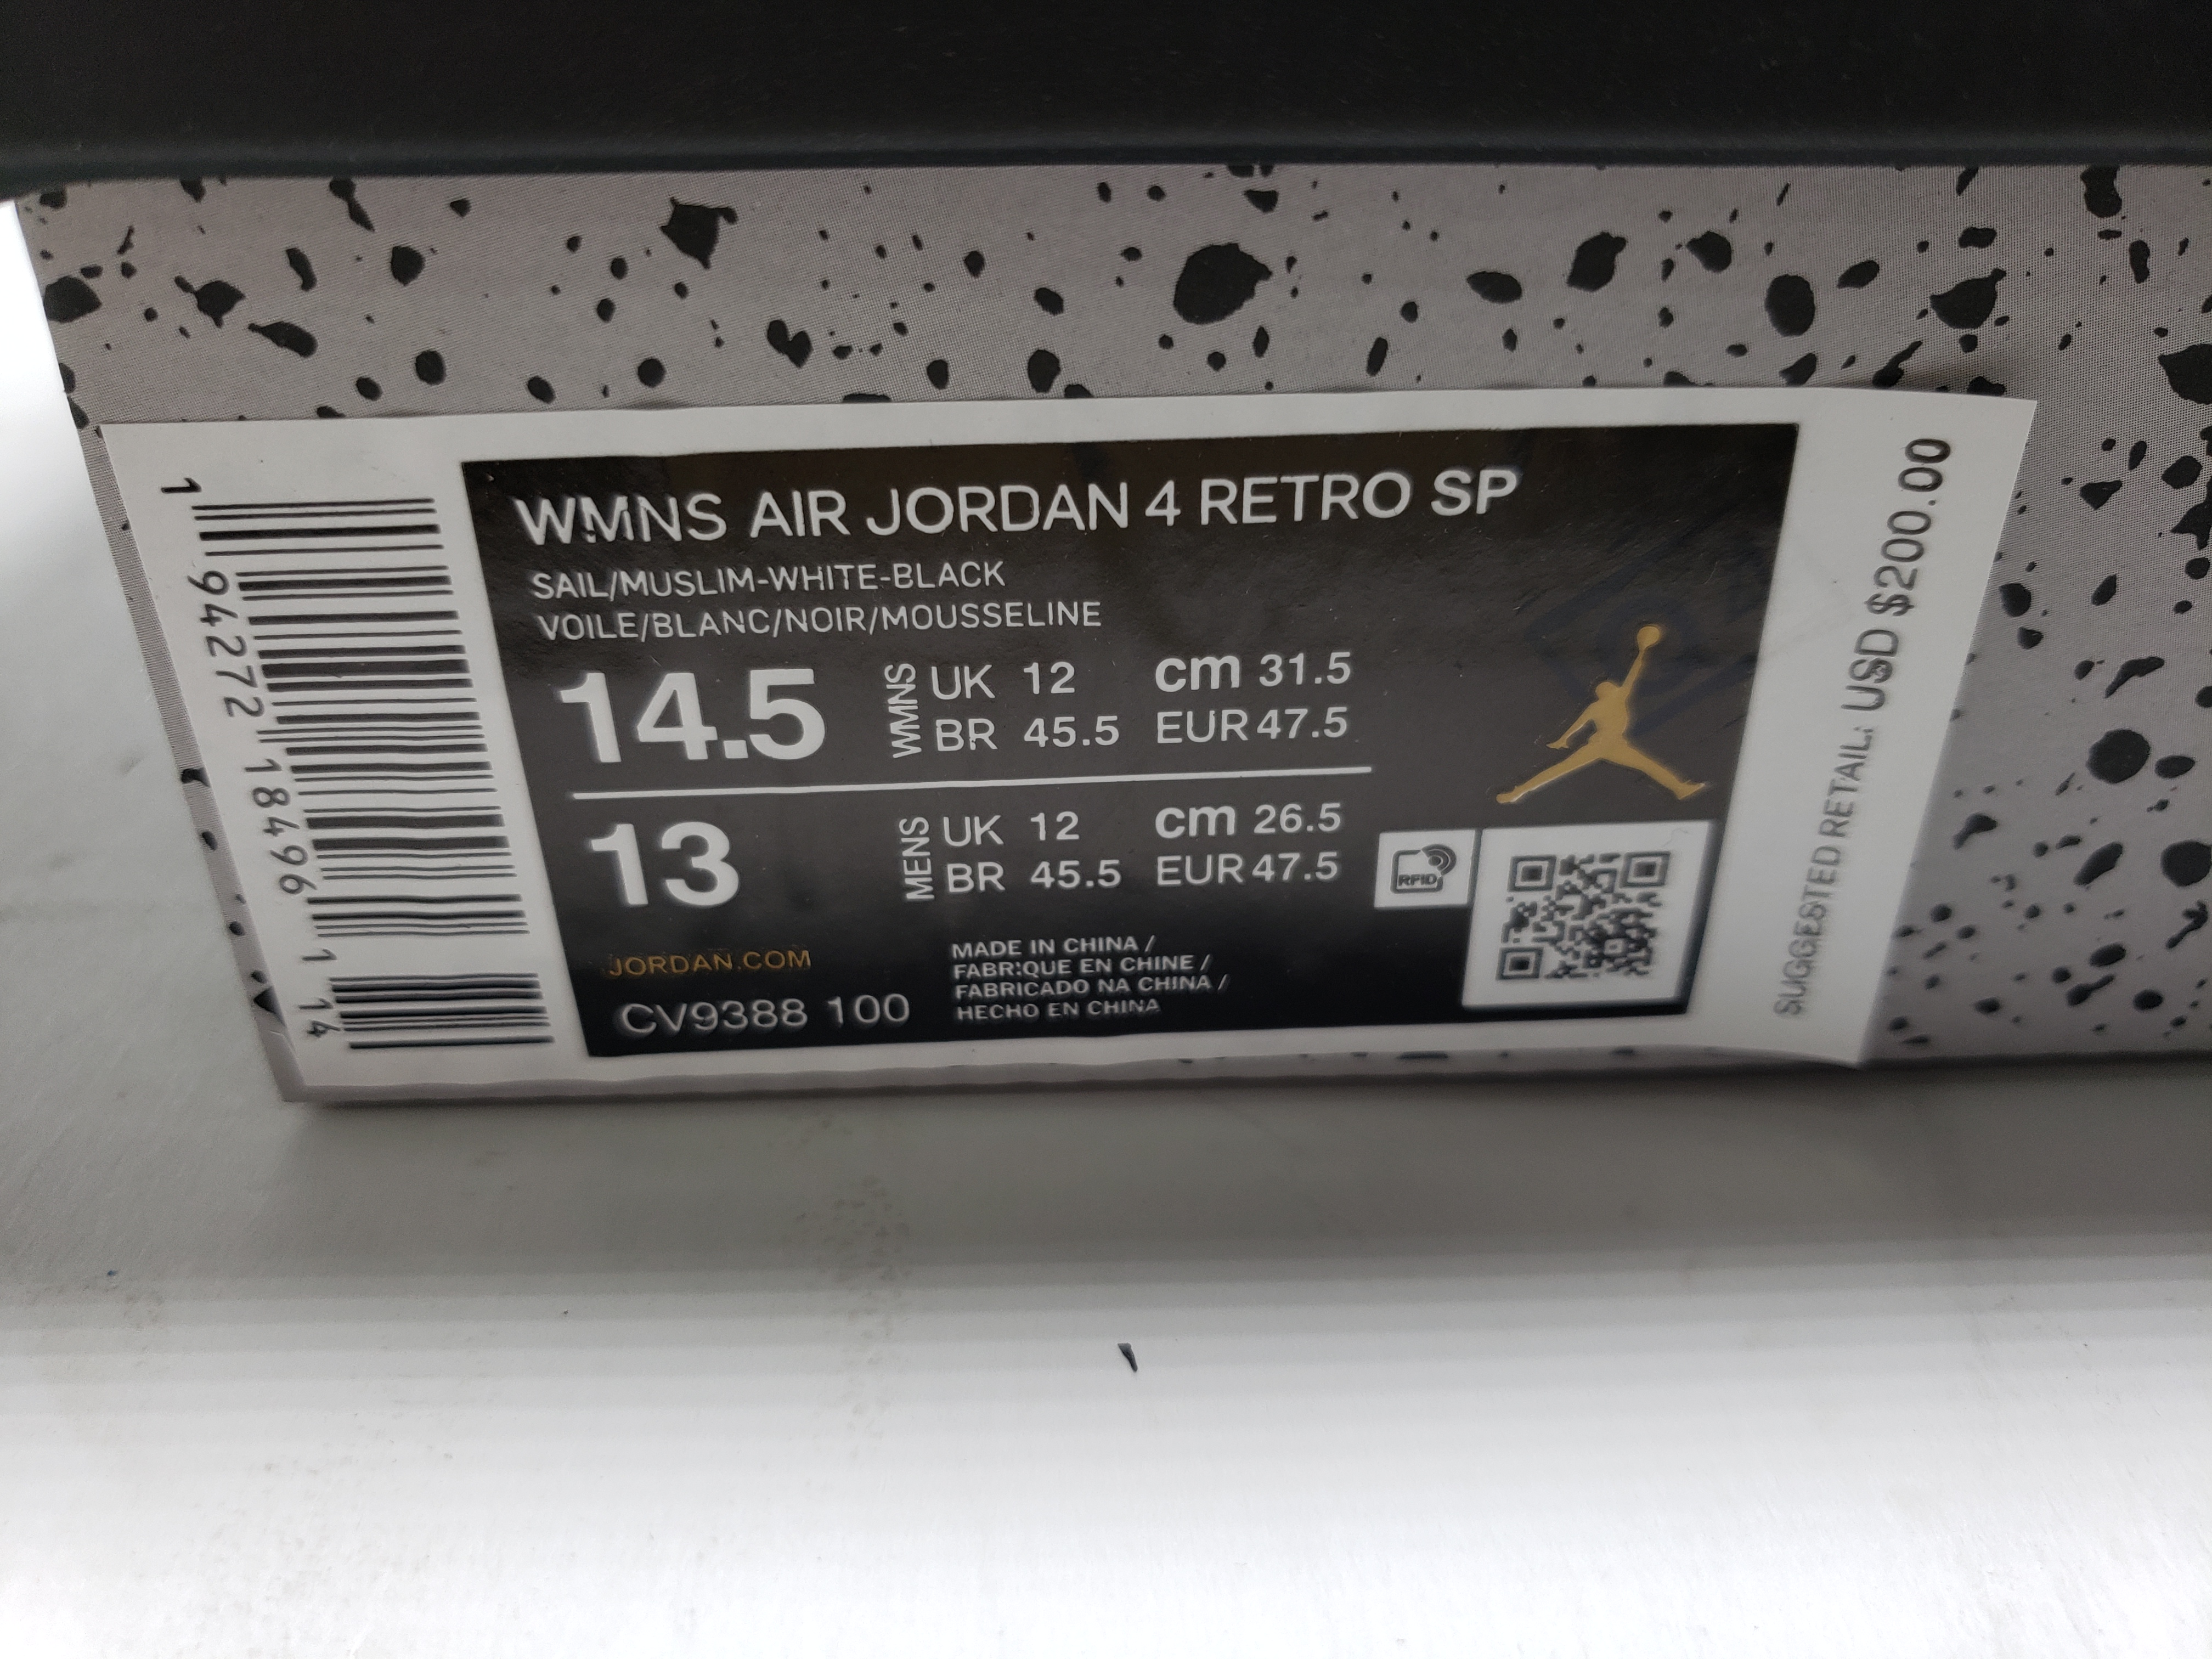 WMNS AIR JORDAN 4 RETRO SP
SAIL/MUSLIM-WHITE-BLACK
VOILE/BLANC/NOIR/MOUSSELINE
14.5
WMNS
UK 12 cm 31.5
BR 45.5 EUR 47.5
13
MENS
UK 12 cm 26.5
BR 45.5 EUR 47.5
RFID
JORDAN.COM
CV9388 100
MADE IN CHINA /
FABRIQUE EN CHINE /
FABRICADO NA CHINA /
HECHO EN CHINA
1 94272 18496 1 14
SUGGESTED RETAIL: USD $200.00